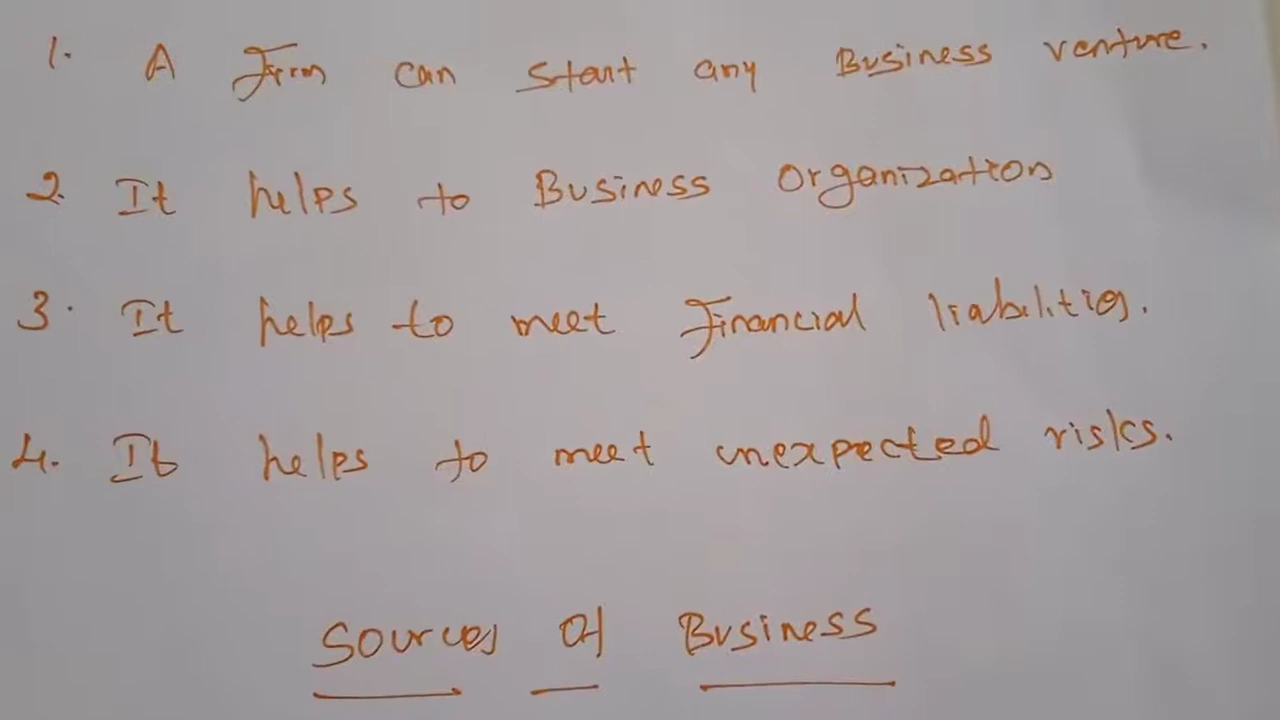 1. A Firm can start any Business venture.
2. It helps to Business Organization
3. It helps to meet Financial liabilities.
4. It helps to meet unexpected risks.
Sources Of Business